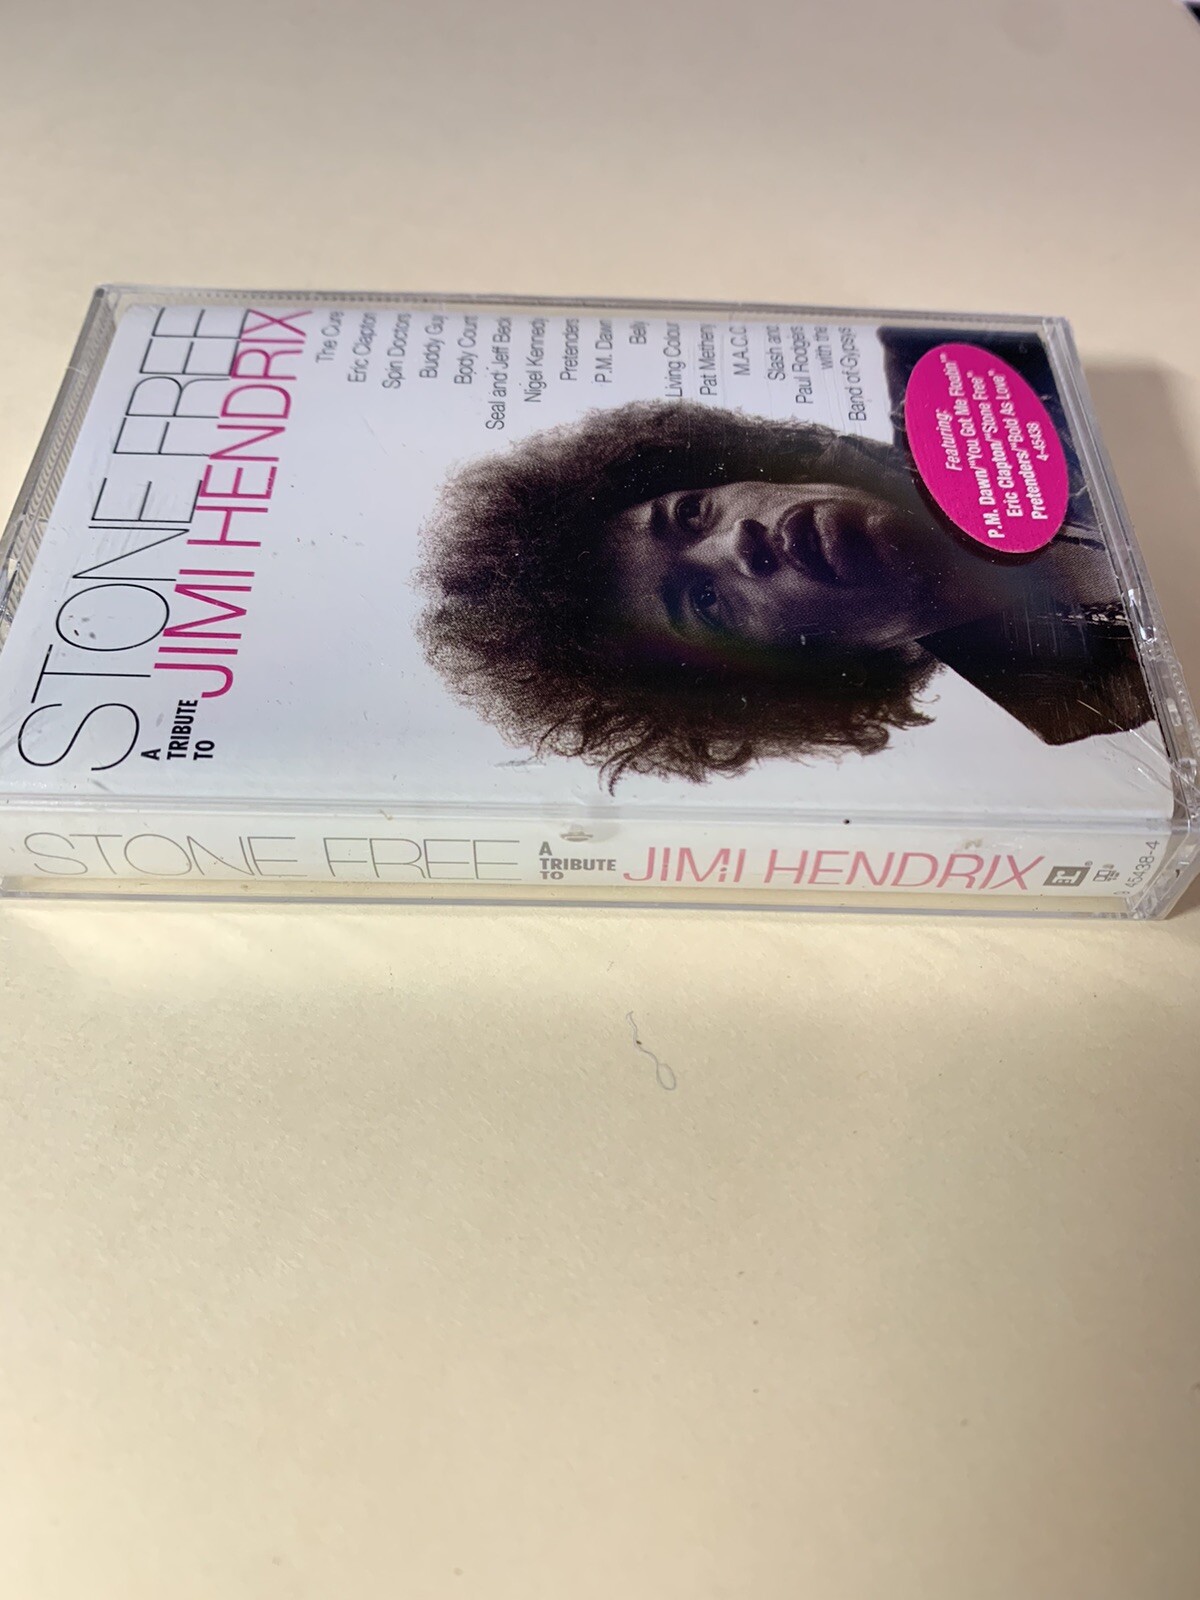 STONE FREE
A
TRIBUTE
TO
JIMI HENDRIX
The Cure
Eric Clapton
Spin Doctors
Buddy Guy
Body Count
Seal and Jeff Beck
Nigel Kennedy
Pretenders
P.M. Dawn
Belly
Living Colour
Pat Metheny
M.A.C.C.
Slash and
Paul Rodgers
with the
Band of Gypsys
Featuring:
P.M. Dawn/"You Got Me Floatin'"
Eric Clapton/"Stone Free"
Pretenders/"Bold As Love"
4-45438
STONE FREE
A
TRIBUTE
TO
JIMI HENDRIX
45438-4